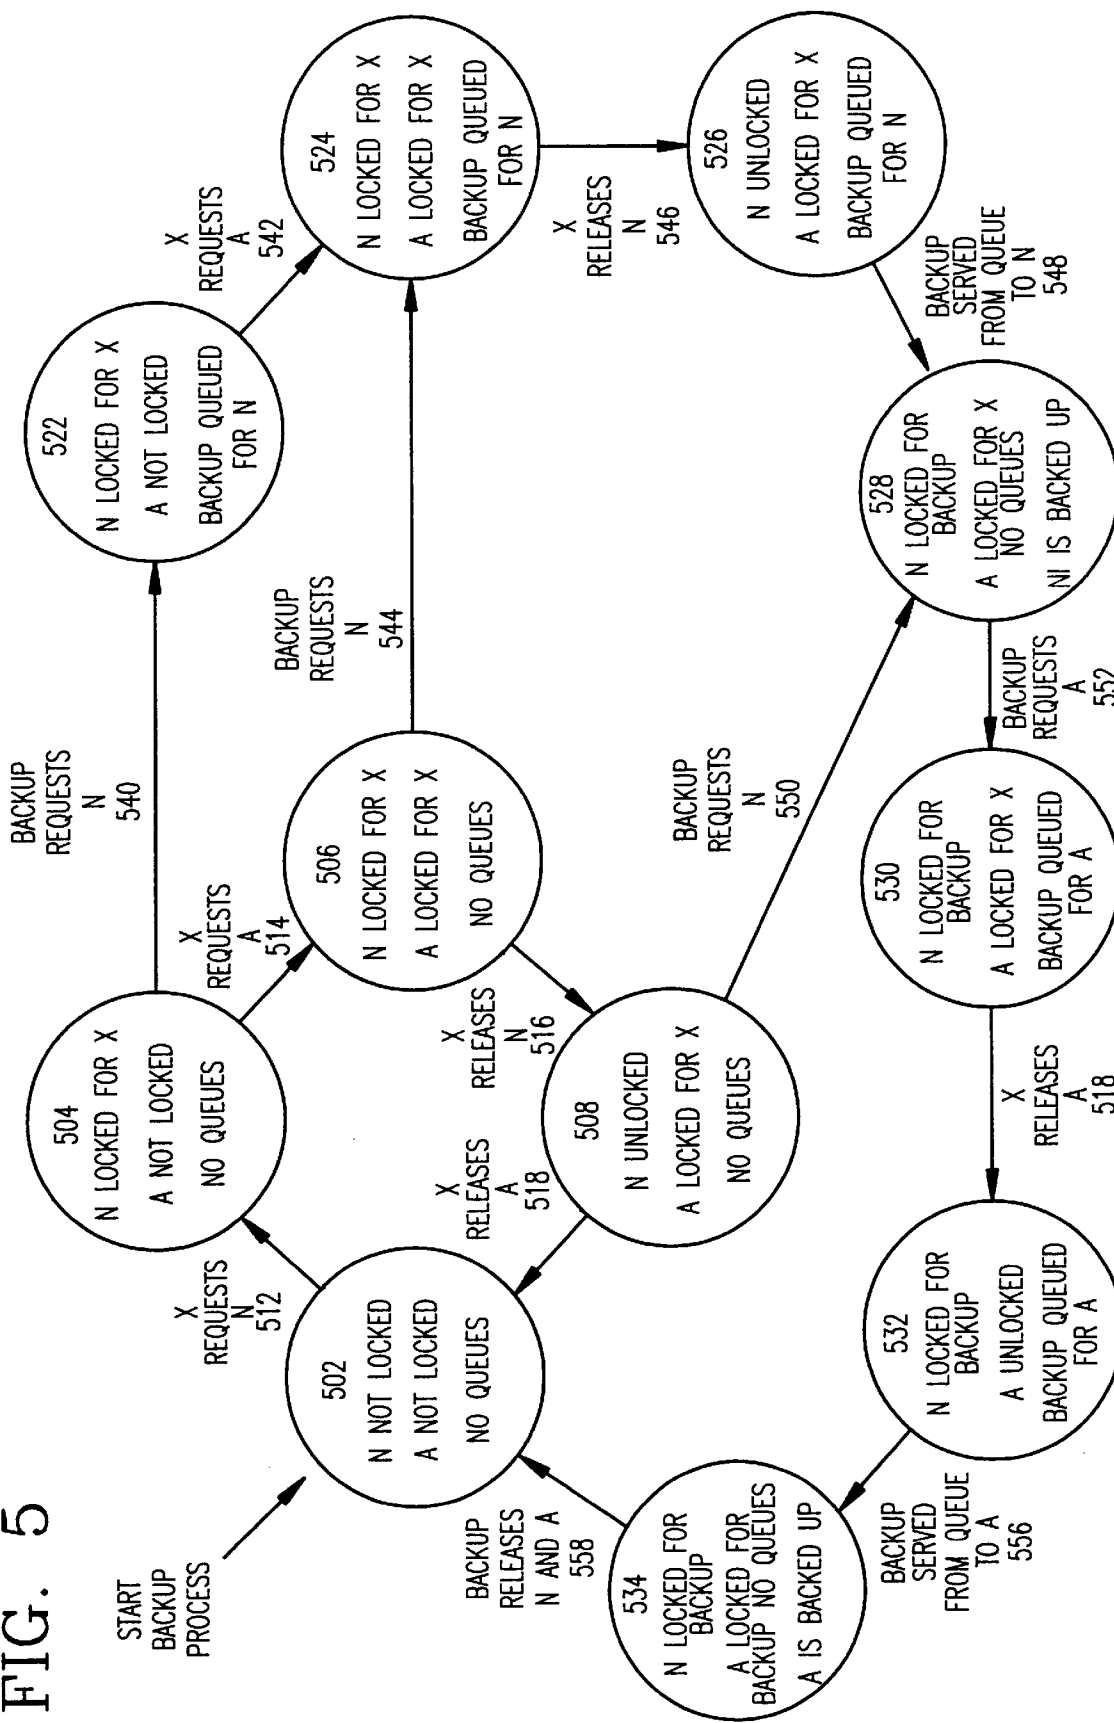 FIG. 5
START
BACKUP
PROCESS
502
N NOT LOCKED
A NOT LOCKED
NO QUEUES
X
REQUESTS
N
512
504
N LOCKED FOR X
A NOT LOCKED
NO QUEUES
X
REQUESTS
A
514
506
N LOCKED FOR X
A LOCKED FOR X
NO QUEUES
X
RELEASES
N
516
508
N UNLOCKED
A LOCKED FOR X
NO QUEUES
X
RELEASES
A
518
BACKUP
REQUESTS
N
540
522
N LOCKED FOR X
A NOT LOCKED
BACKUP QUEUED
FOR N
X
REQUESTS
A
542
BACKUP
REQUESTS
N
544
524
N LOCKED FOR X
A LOCKED FOR X
BACKUP QUEUED
FOR N
X
RELEASES
N
546
526
N UNLOCKED
A LOCKED FOR X
BACKUP QUEUED
FOR N
BACKUP
SERVED
FROM QUEUE
TO N
548
BACKUP
REQUESTS
N
550
528
N LOCKED FOR
BACKUP
A LOCKED FOR X
NO QUEUES
NI IS BACKED UP
BACKUP
REQUESTS
A
552
530
N LOCKED FOR
BACKUP
A LOCKED FOR X
BACKUP QUEUED
FOR A
X
RELEASES
A
518
532
N LOCKED FOR
BACKUP
A UNLOCKED
BACKUP QUEUED
FOR A
BACKUP
SERVED
FROM QUEUE
TO A
556
534
N LOCKED FOR
BACKUP
A LOCKED FOR
BACKUP NO QUEUES
A IS BACKED UP
BACKUP
RELEASES
N AND A
558